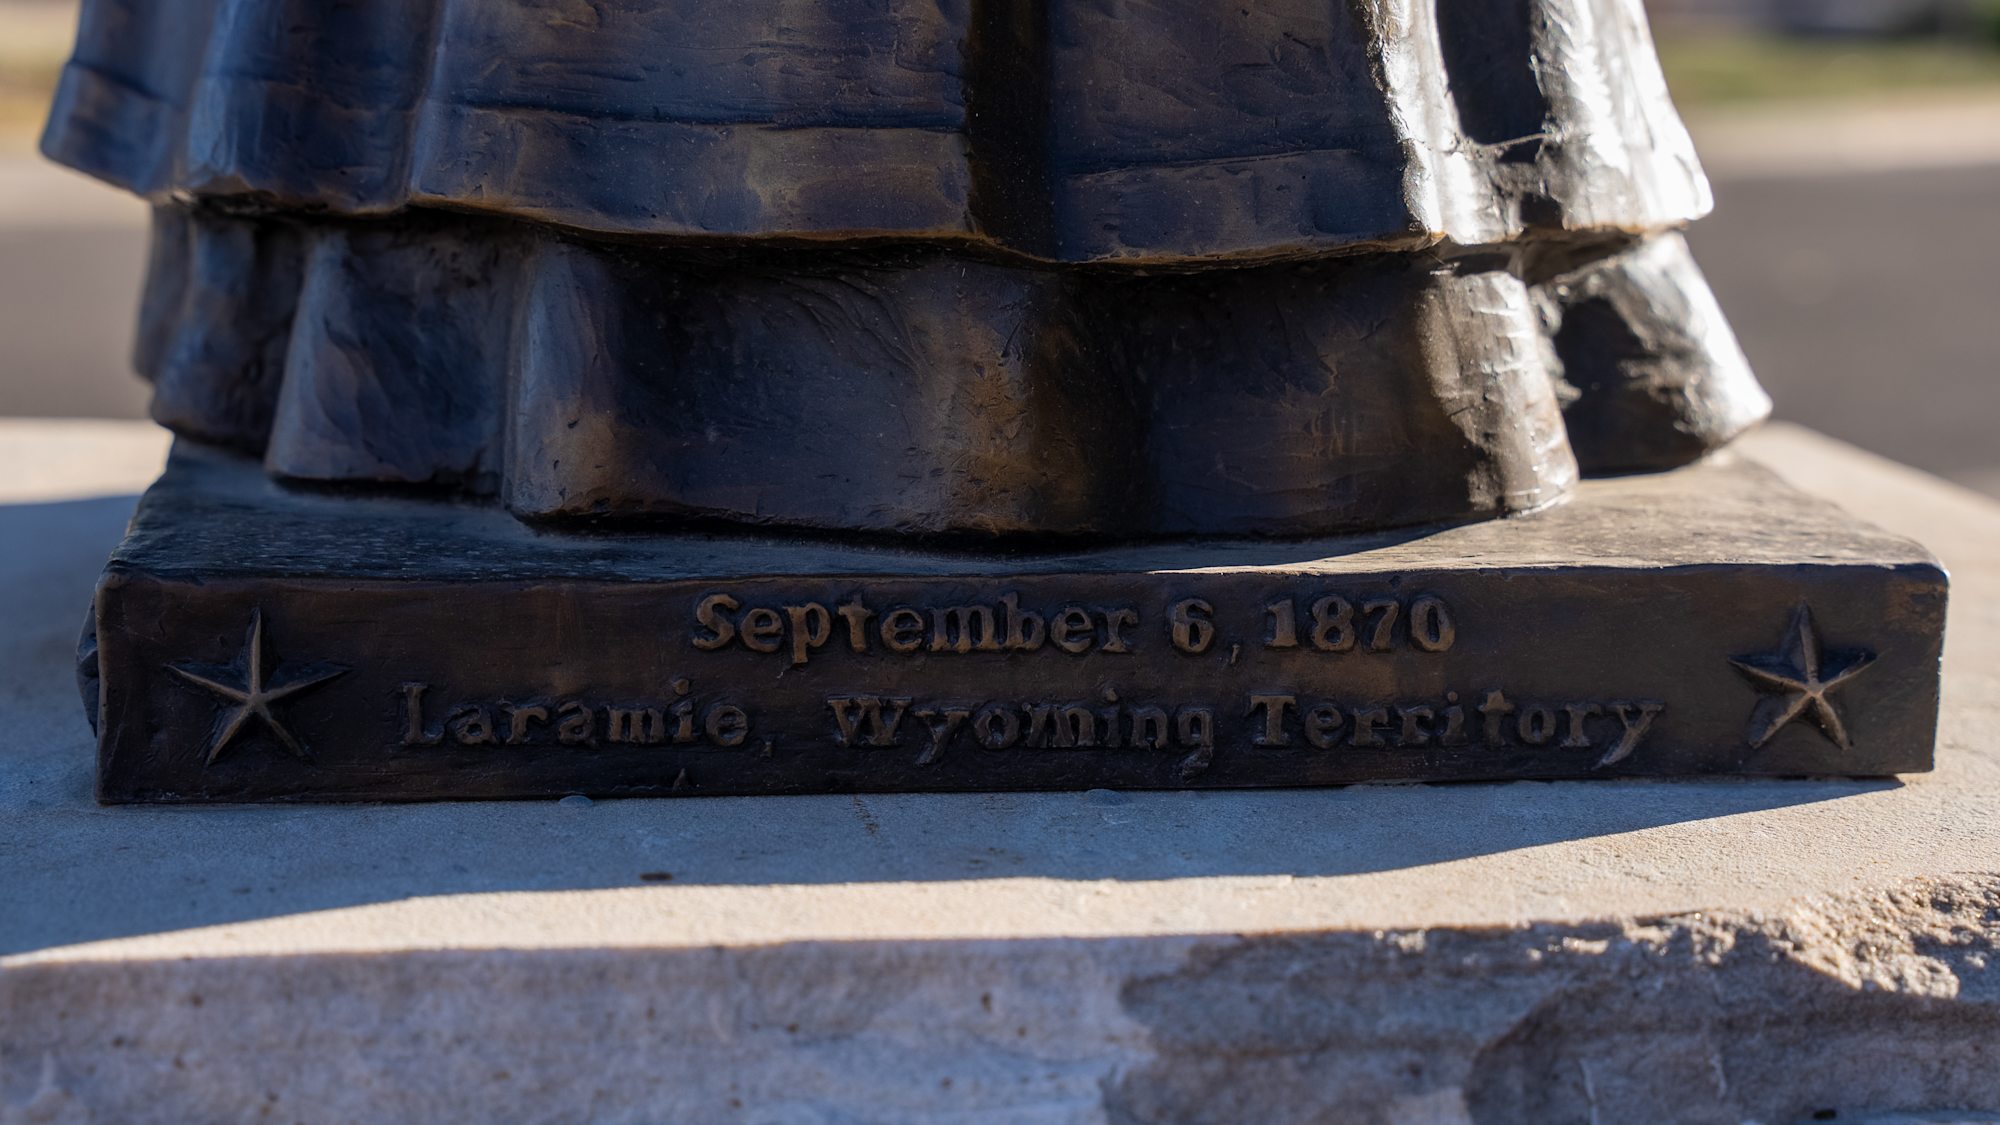 September 6, 1870
Laramie, Wyoming Territory